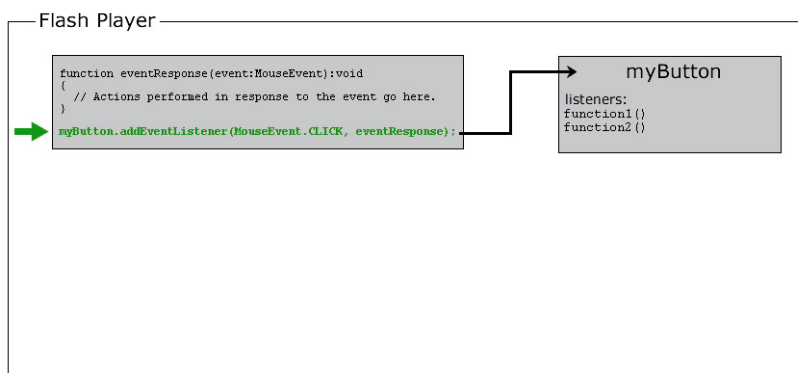 Flash Player
function eventResponse(event:MouseEvent):void
{
// Actions performed in response to the event go here.
}
myButton.addEventListener(MouseEvent.CLICK, eventResponse);
myButton
listeners:
function1()
function2()